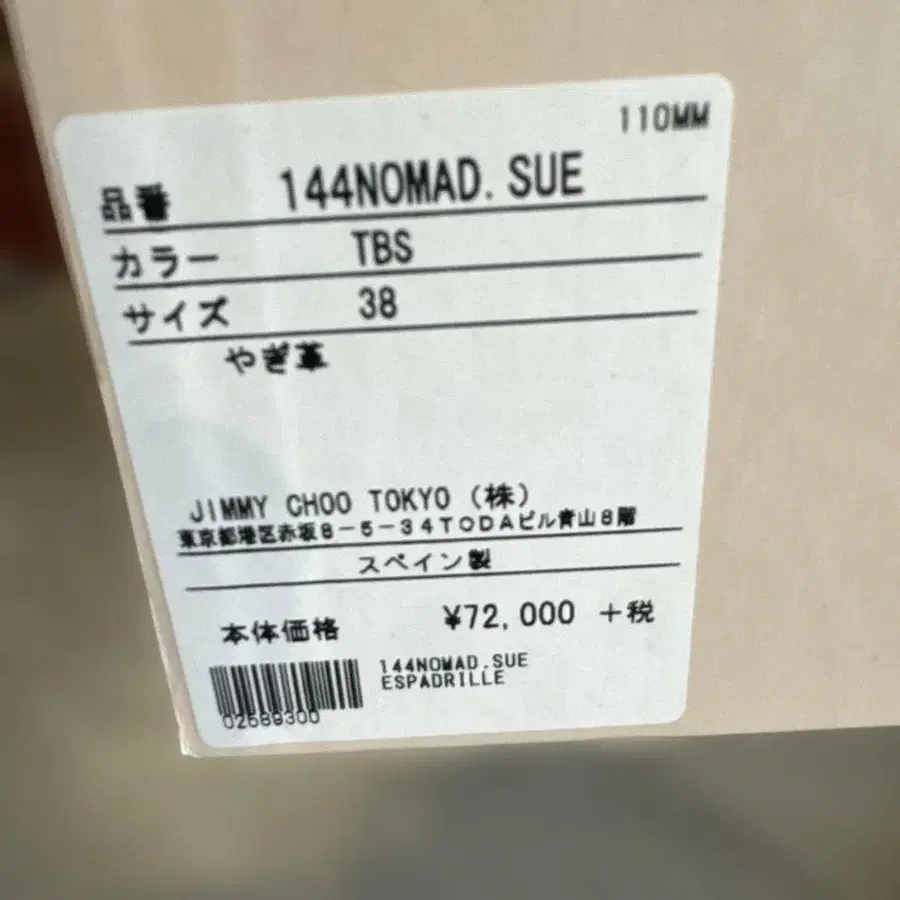 110MM
品番 144NOMAD.SUE
カラー TBS
サイズ 38
やぎ革
JIMMY CHOO TOKYO (株)
東京都港区赤坂8-5-34TODAビル青山8階
スペイン製
本体価格 ¥72,000 +税
144NOMAD.SUE
ESPADRILLE
02589300